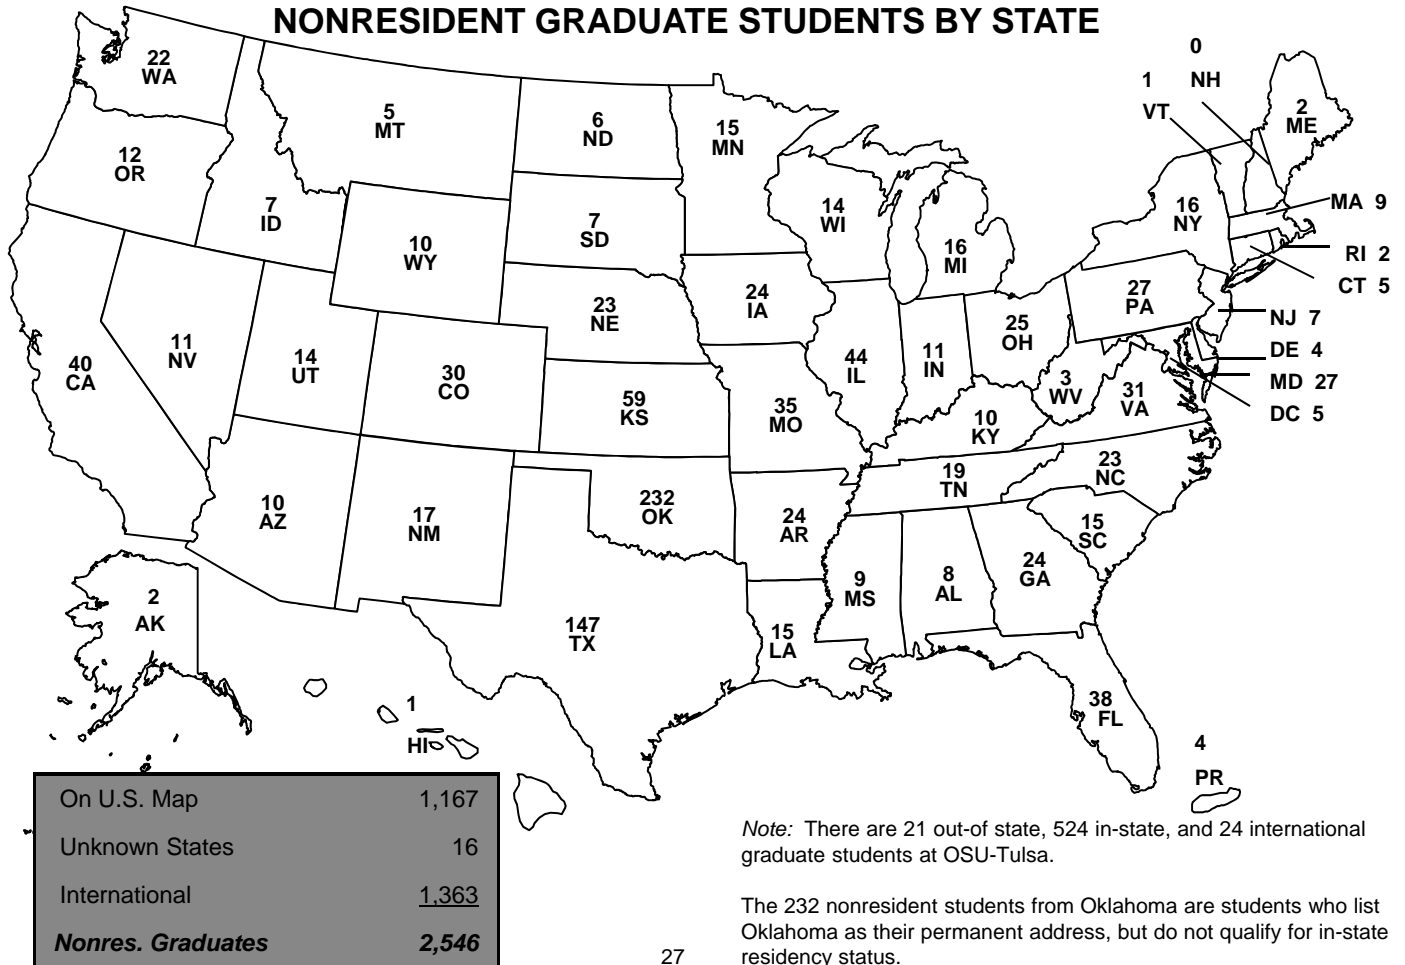 NONRESIDENT GRADUATE STUDENTS BY STATE
0
NH
1
VT
22
WA
5
MT
6
ND
15
MN
2
ME
12
OR
7
ID
10
WY
7
SD
14
WI
16
MI
16
NY
MA 9
RI 2
CT 5
NJ 7
DE 4
MD 27
DC 5
40
CA
11
NV
14
UT
30
CO
23
NE
59
KS
24
IA
35
MO
44
IL
11
IN
25
OH
27
PA
3
WV
31
VA
10
KY
19
TN
23
NC
15
SC
10
AZ
17
NM
232
OK
24
AR
9
MS
8
AL
24
GA
147
TX
15
LA
38
FL
2
AK
1
HI
4
PR
On U.S. Map 1,167
Unknown States 16
International 1,363
Nonres. Graduates 2,546
Note: There are 21 out-of state, 524 in-state, and 24 international
graduate students at OSU-Tulsa.
The 232 nonresident students from Oklahoma are students who list
Oklahoma as their permanent address, but do not qualify for in-state
residency status.
27